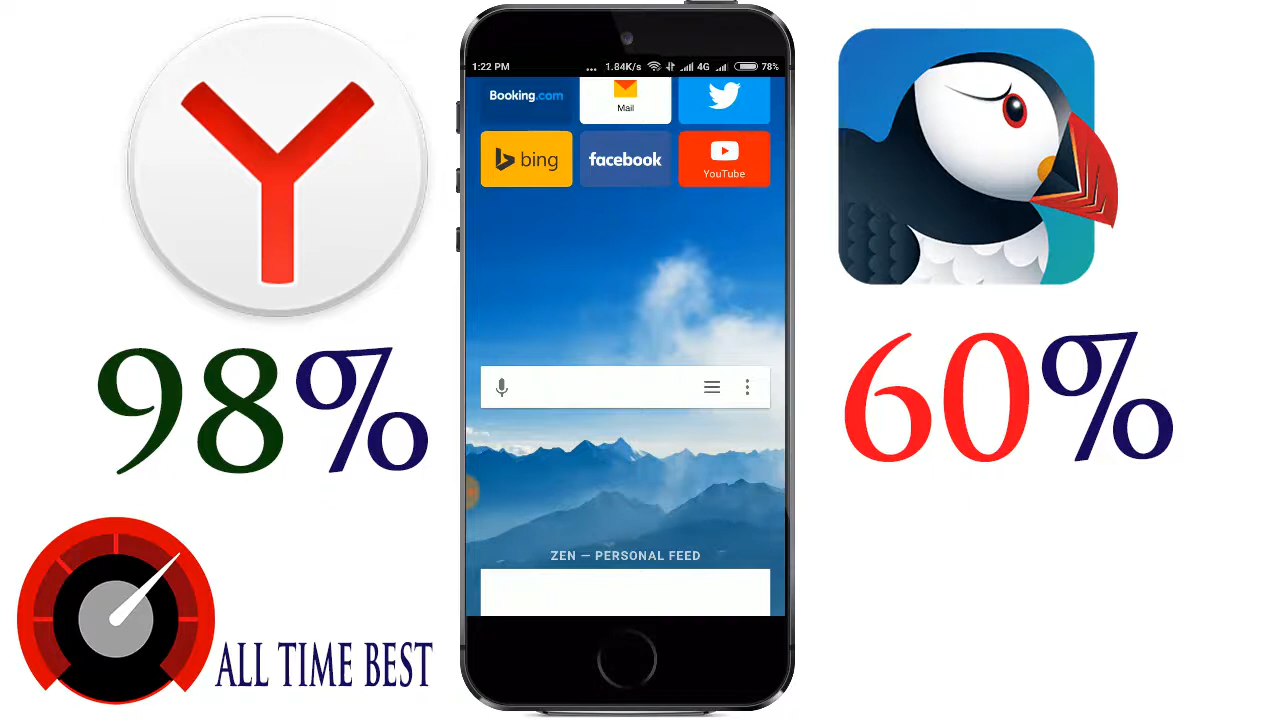 Y
1:22 PM
... 1.84K/s 4G 78%
Booking.com
Mail
bing
facebook
YouTube
98%
60%
ZEN — PERSONAL FEED
ALL TIME BEST